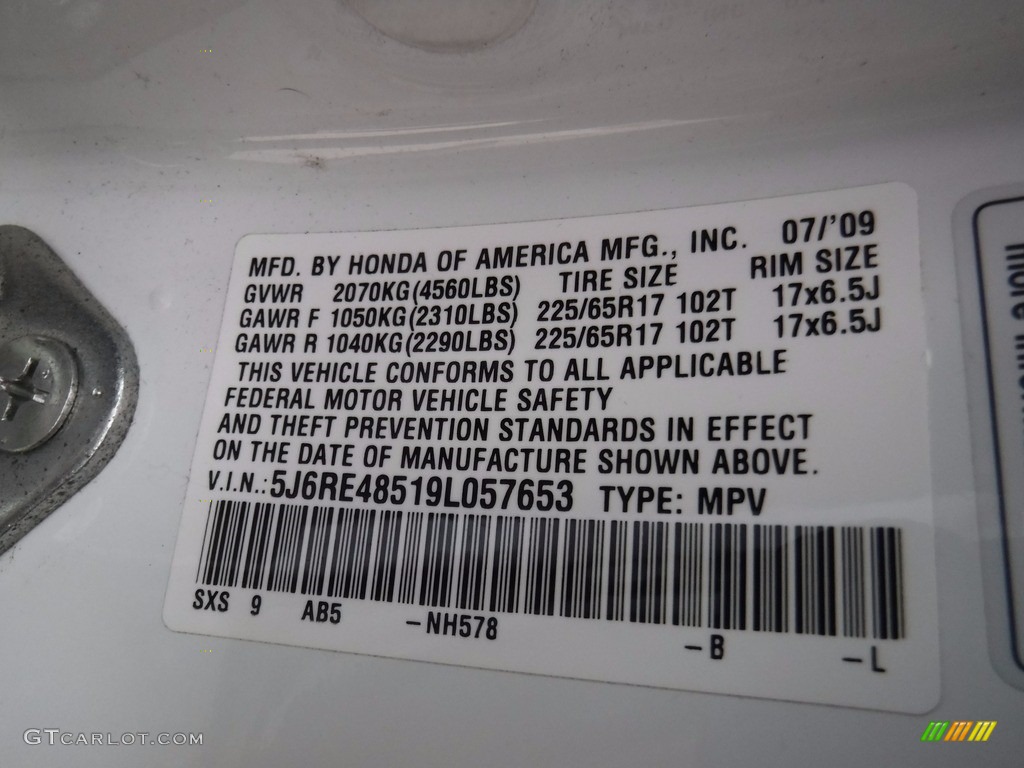 MFD. BY HONDA OF AMERICA MFG., INC. 07/'09
GVWR 2070KG(4560LBS) TIRE SIZE RIM SIZE
GAWR F 1050KG(2310LBS) 225/65R17 102T 17x6.5J
GAWR R 1040KG(2290LBS) 225/65R17 102T 17x6.5J
THIS VEHICLE CONFORMS TO ALL APPLICABLE
FEDERAL MOTOR VEHICLE SAFETY
AND THEFT PREVENTION STANDARDS IN EFFECT
ON THE DATE OF MANUFACTURE SHOWN ABOVE.
V.I.N.: 5J6RE48519L057653 TYPE: MPV
SXS 9 AB5 -NH578 -B -L
more
GTCARLOT.COM